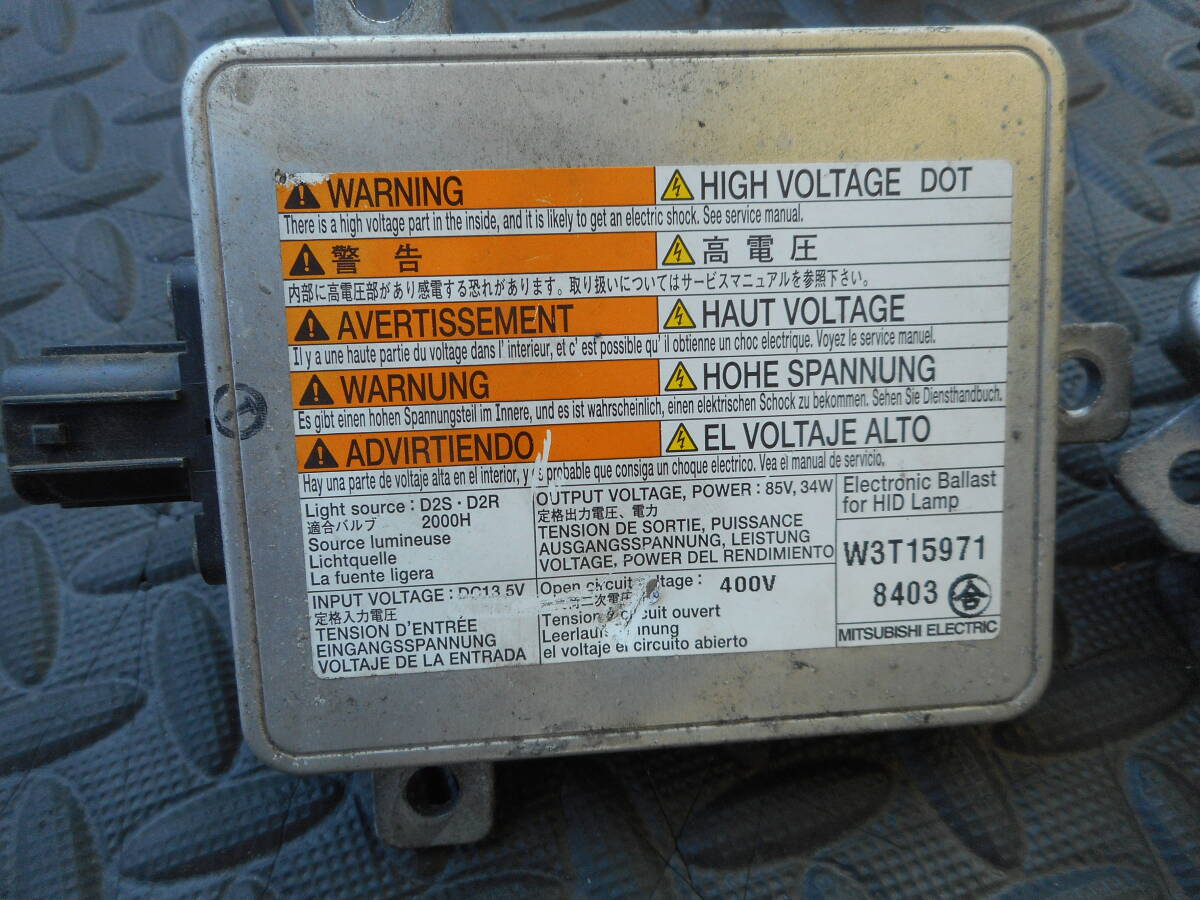 WARNING HIGH VOLTAGE DOT
There is a high voltage part in the inside, and it is likely to get an electric shock. See service manual.
警告 高電圧
内部に高電圧部があり感電する恐れがあります。取り扱いについてはサービスマニュアルを参照下さい。
AVERTISSEMENT HAUT VOLTAGE
Il y a une haute partie du voltage dans l' interieur, et c' est possible qu' il obtienne un choc electrique. Voyez le service manuel.
WARNUNG HOHE SPANNUNG
Es gibt einen hohen Spannungsteil im Innere, und es ist wahrscheinlich, einen elektrischen Schock zu bekommen. Sehen Sie Diensthandbuch.
ADVIRTIENDO EL VOLTAJE ALTO
Hay una parte de voltaje alta en el interior, y es probable que consiga un choque electrico. Vea el manual de servicio.
Light source : D2S・D2R
適合バルブ 2000H
Source lumineuse
Lichtquelle
La fuente ligera
INPUT VOLTAGE : DC13.5V
定格入力電圧
TENSION D'ENTRÉE
EINGANGSSPANNUNG
VOLTAJE DE LA ENTRADA
OUTPUT VOLTAGE, POWER : 85V, 34W
定格出力電圧、電力
TENSION DE SORTIE, PUISSANCE
AUSGANGSSPANNUNG, LEISTUNG
VOLTAGE, POWER DEL RENDIMIENTO
Open circuit voltage : 400V
二次電圧
Tension circuit ouvert
Leerlaufspannung
el voltaje el circuito abierto
Electronic Ballast
for HID Lamp
W3T15971
8403 合
MITSUBISHI ELECTRIC